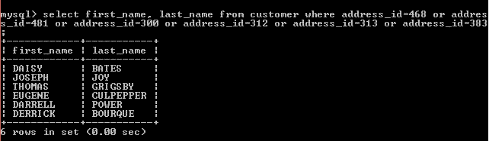 mysql> select first_name, last_name from customer where address_id=468 or addres
s_id=481 or address_id=300 or address_id=312 or address_id=313 or address_id=383
;
+------------+-----------+
| first_name | last_name |
+------------+-----------+
| DAISY | BATES |
| JOSEPH | JOY |
| THOMAS | GRIGSBY |
| EUGENE | CULPEPPER |
| DARRELL | POWER |
| DERRICK | BOURQUE |
+------------+-----------+
6 rows in set (0.00 sec)